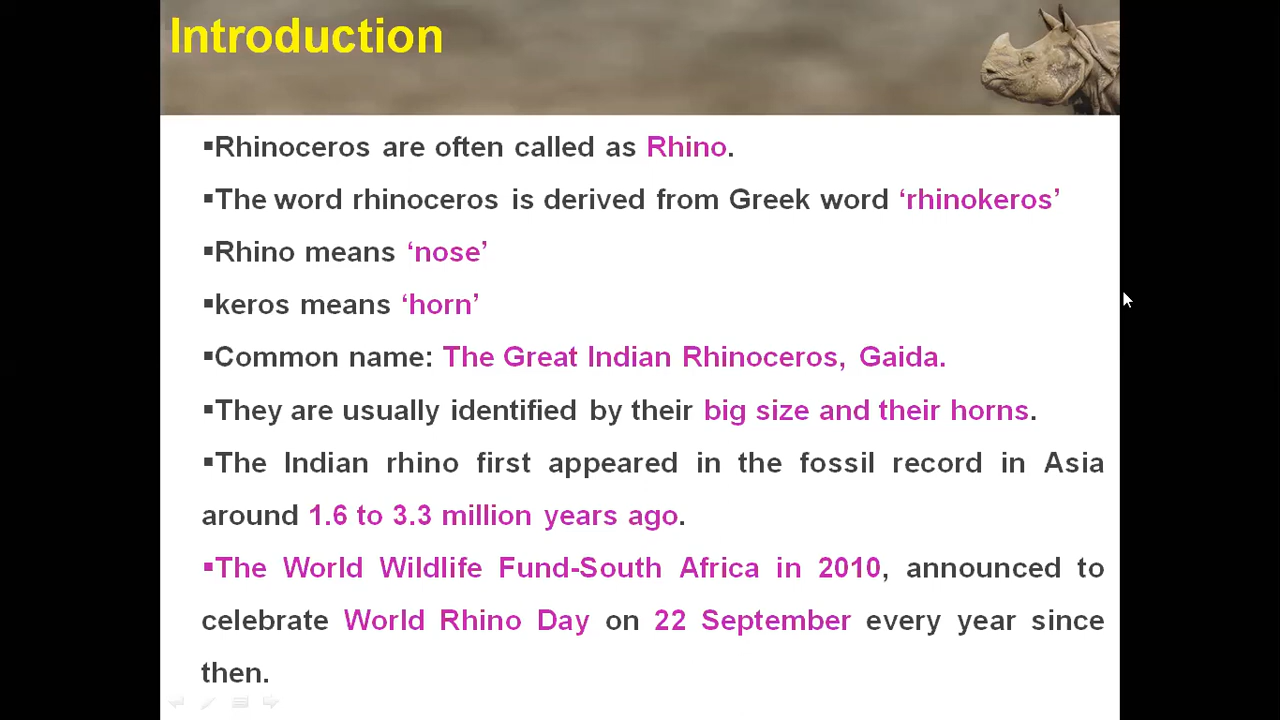 Introduction
▪Rhinoceros are often called as Rhino.
▪The word rhinoceros is derived from Greek word ‘rhinokeros’
▪Rhino means ‘nose’
▪keros means ‘horn’
▪Common name: The Great Indian Rhinoceros, Gaida.
▪They are usually identified by their big size and their horns.
▪The Indian rhino first appeared in the fossil record in Asia
around 1.6 to 3.3 million years ago.
▪The World Wildlife Fund-South Africa in 2010, announced to
celebrate World Rhino Day on 22 September every year since
then.